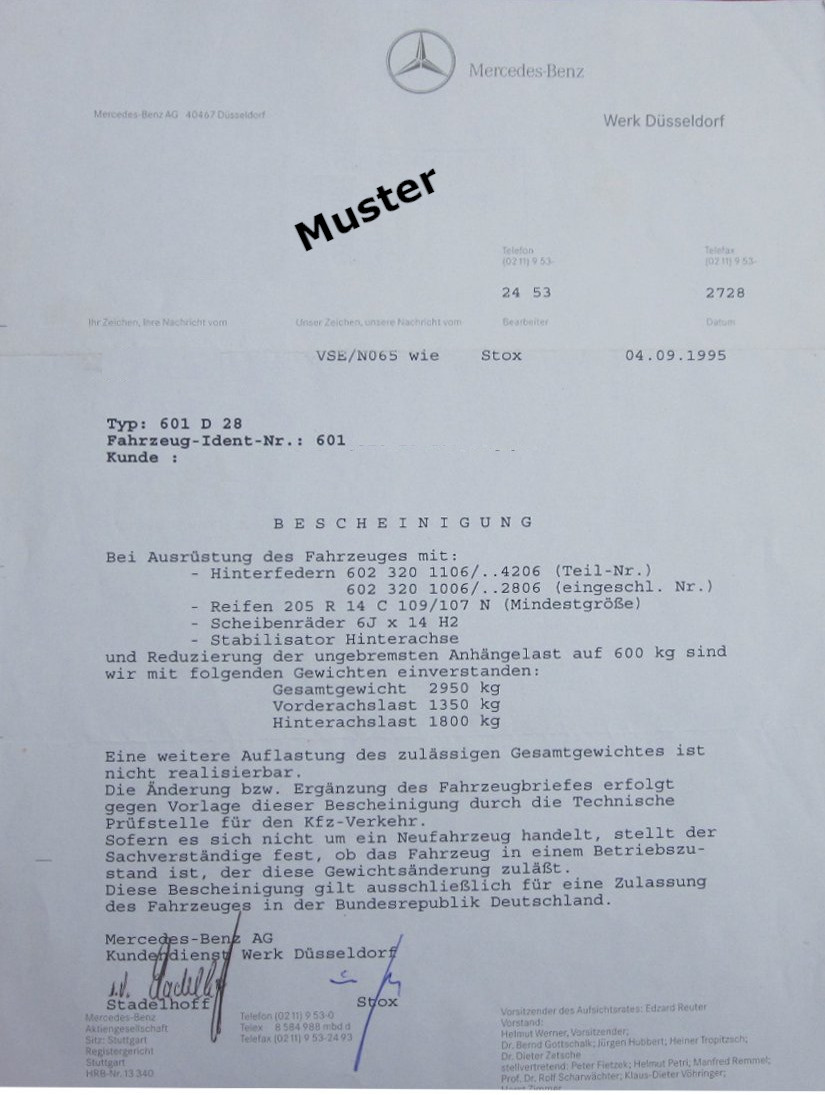 Mercedes-Benz
Mercedes-Benz AG 40467 Düsseldorf
Werk Düsseldorf
Muster
Telefon
(02 11) 9 53-
Telefax
(02 11) 9 53-
24 53
2728
Ihr Zeichen, Ihre Nachricht vom
Unser Zeichen, unsere Nachricht vom
Bearbeiter
Datum
VSE/N065 wie
Stox
04.09.1995
Typ: 601 D 28
Fahrzeug-Ident-Nr.: 601
Kunde :
B E S C H E I N I G U N G
Bei Ausrüstung des Fahrzeuges mit:
- Hinterfedern 602 320 1106/..4206 (Teil-Nr.)
602 320 1006/..2806 (eingeschl. Nr.)
- Reifen 205 R 14 C 109/107 N (Mindestgröße)
- Scheibenräder 6J x 14 H2
- Stabilisator Hinterachse
und Reduzierung der ungebremsten Anhängelast auf 600 kg sind
wir mit folgenden Gewichten einverstanden:
Gesamtgewicht 2950 kg
Vorderachslast 1350 kg
Hinterachslast 1800 kg
Eine weitere Auflastung des zulässigen Gesamtgewichtes ist
nicht realisierbar.
Die Änderung bzw. Ergänzung des Fahrzeugbriefes erfolgt
gegen Vorlage dieser Bescheinigung durch die Technische
Prüfstelle für den Kfz-Verkehr.
Sofern es sich nicht um ein Neufahrzeug handelt, stellt der
Sachverständige fest, ob das Fahrzeug in einem Betriebszu-
stand ist, der diese Gewichtsänderung zuläßt.
Diese Bescheinigung gilt ausschließlich für eine Zulassung
des Fahrzeuges in der Bundesrepublik Deutschland.
Mercedes-Benz AG
Kundendienst Werk Düsseldorf
i.V. Stadelhoff
Stadelhoff
Stox
Mercedes-Benz
Aktiengesellschaft
Sitz: Stuttgart
Registergericht
Stuttgart
HRB-Nr. 13 340
Telefon (02 11) 9 53-0
Telex 8 584 988 mbd d
Telefax (02 11) 9 53-24 93
Vorsitzender des Aufsichtsrates: Edzard Reuter
Vorstand:
Helmut Werner, Vorsitzender;
Dr. Bernd Gottschalk; Jürgen Hubbert; Heiner Tropitzsch;
Dr. Dieter Zetsche
stellvertretend: Peter Fietzek; Helmut Petri, Manfred Remmel;
Prof. Dr. Rolf Scharwächter; Klaus-Dieter Vöhringer;
Horst Zimmer